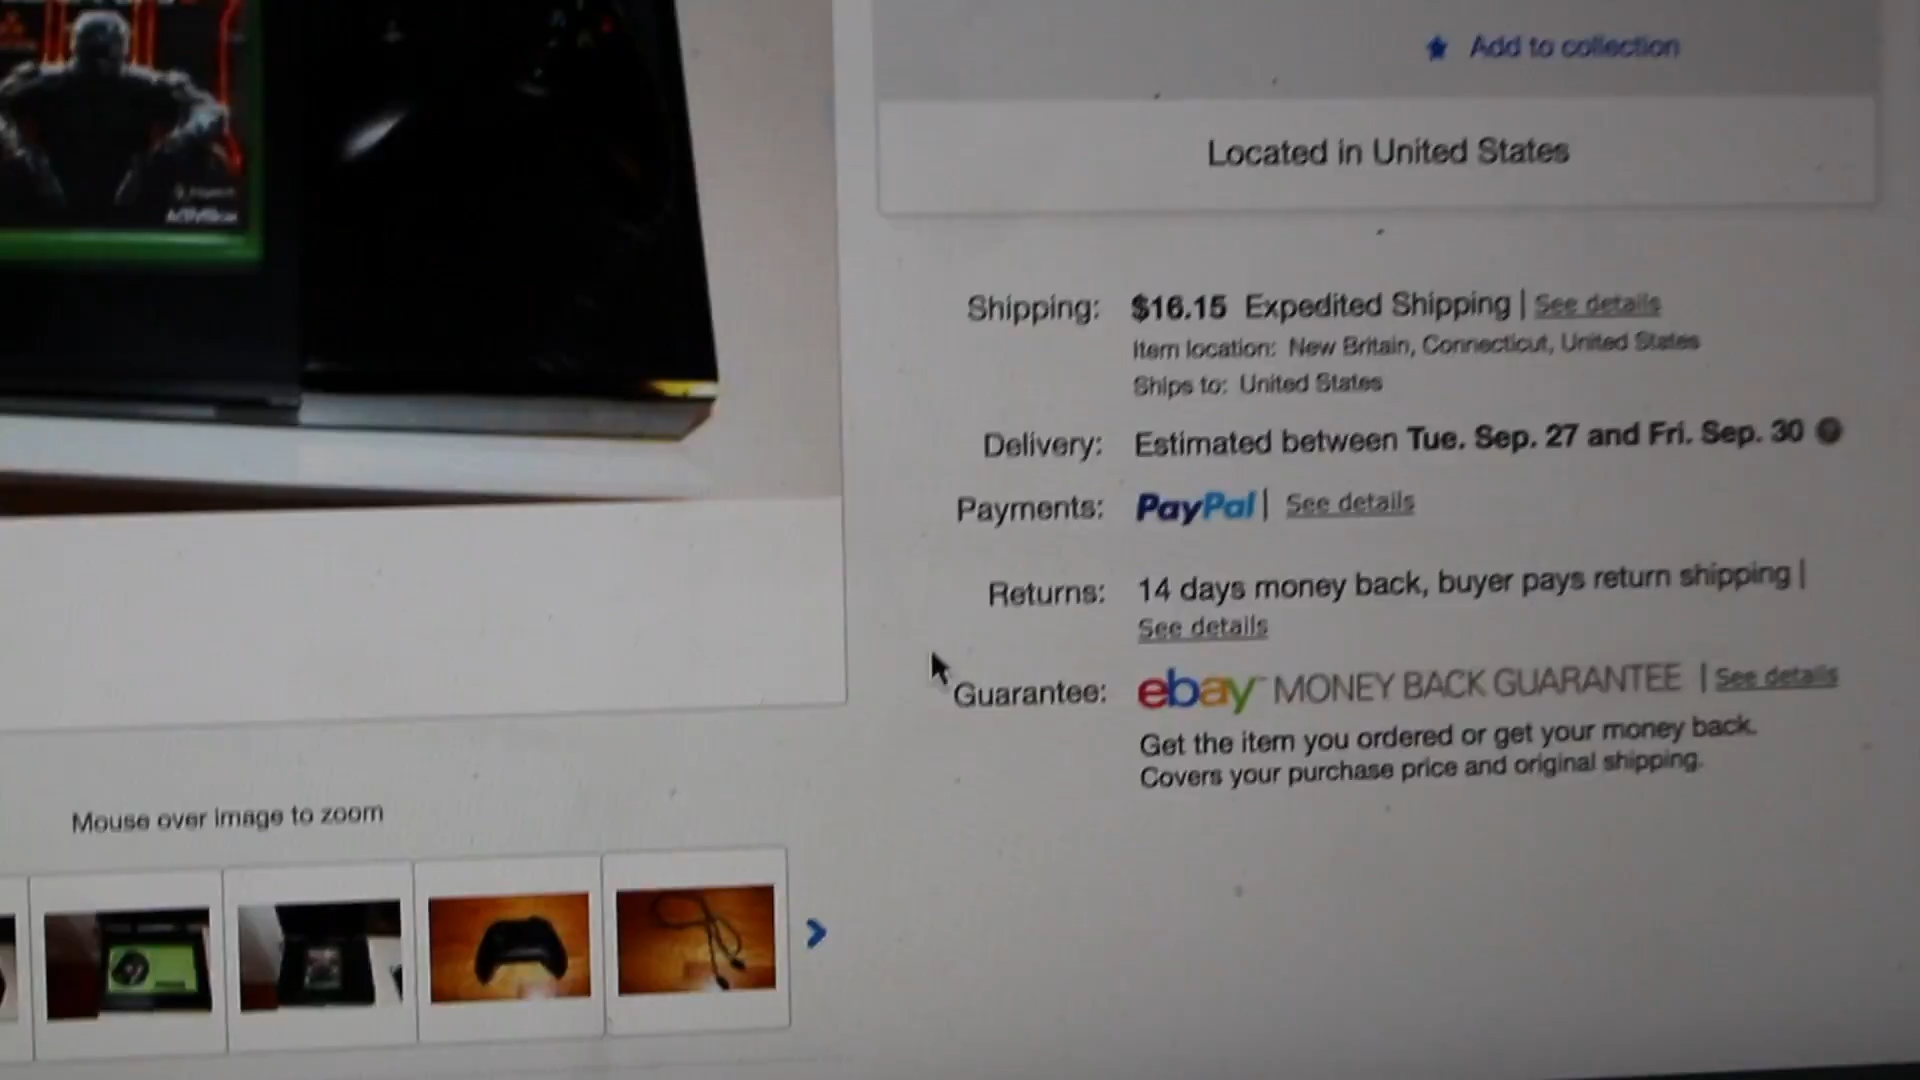 Add to collection
Located in United States
Shipping: $16.15 Expedited Shipping | See details
Item location: New Britain, Connecticut, United States
Ships to: United States
Delivery: Estimated between Tue. Sep. 27 and Fri. Sep. 30
Payments: PayPal | See details
Returns: 14 days money back, buyer pays return shipping |
See details
Guarantee: ebay MONEY BACK GUARANTEE | See details
Get the item you ordered or get your money back.
Covers your purchase price and original shipping.
Mouse over image to zoom
ACTIVISION